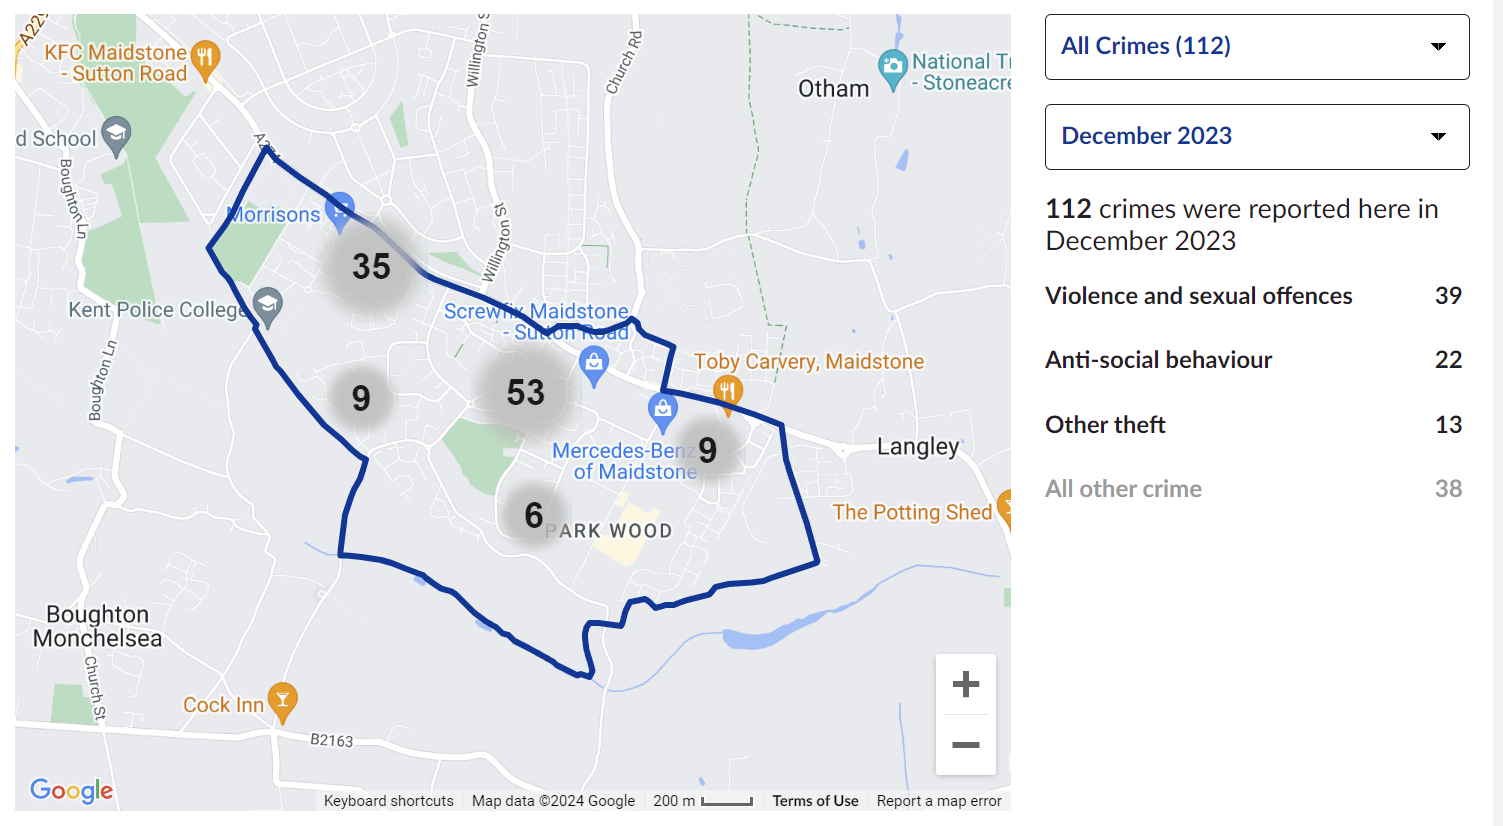 A229
KFC Maidstone
- Sutton Road
Willington S
Church Rd
Otham
National Tr
- Stoneacre
d School
A274
Boughton Ln
Morrisons
35
Willington St
Kent Police College
Screwfix Maidstone
- Sutton Road
Toby Carvery, Maidstone
Boughton Ln
9
53
9
Mercedes-Benz
of Maidstone
Langley
6
PARK WOOD
The Potting Shed
Boughton
Monchelsea
Church St
Cock Inn
B2163
Google
Keyboard shortcuts
Map data ©2024 Google
200 m
Terms of Use
Report a map error
All Crimes (112)
December 2023
112 crimes were reported here in
December 2023
Violence and sexual offences 39
Anti-social behaviour 22
Other theft 13
All other crime 38